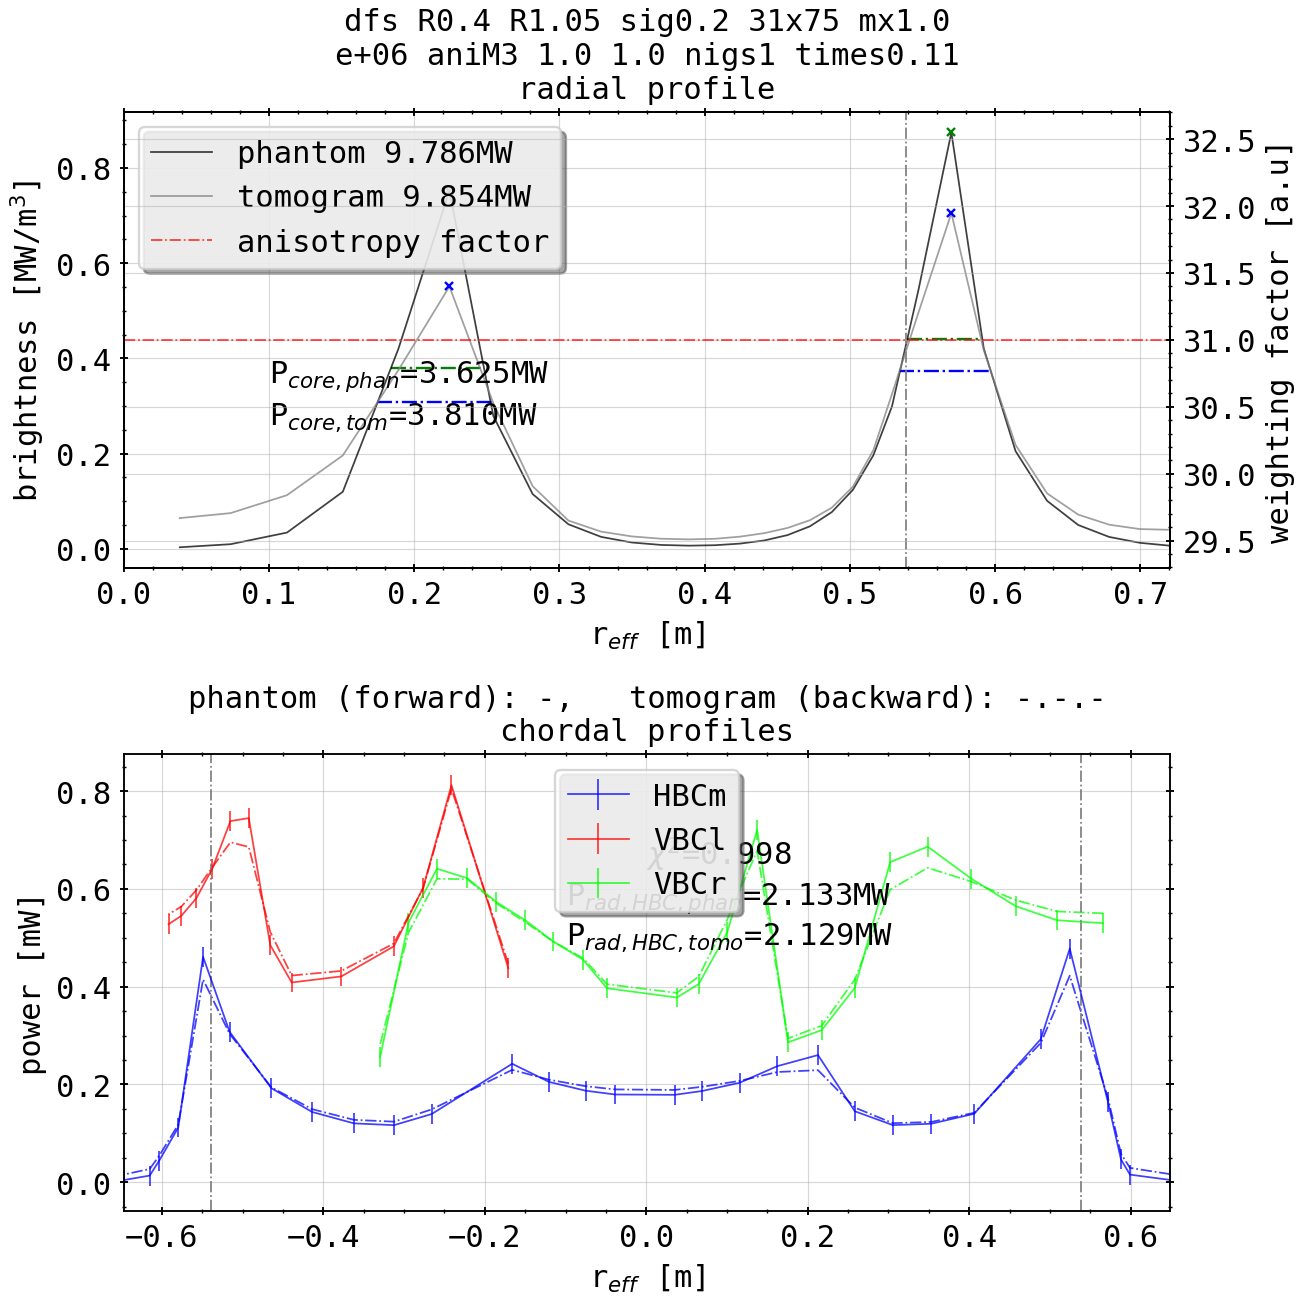 dfs R0.4 R1.05 sig0.2 31x75 mx1.0
e+06 aniM3 1.0 1.0 nigs1 times0.11
radial profile
phantom 9.786MW
tomogram 9.854MW
anisotropy factor
P_core,phan=3.625MW
P_core,tom=3.810MW
brightness [MW/m³]
0.8
0.6
0.4
0.2
0.0
weighting factor [a.u]
32.5
32.0
31.5
31.0
30.5
30.0
29.5
0.0 0.1 0.2 0.3 0.4 0.5 0.6 0.7
r_eff [m]
phantom (forward): -,   tomogram (backward): -.-.-
chordal profiles
HBCm
VBCl
VBCr
χ²=0.998
P_rad,HBC,phan=2.133MW
P_rad,HBC,tomo=2.129MW
power [mW]
0.8
0.6
0.4
0.2
0.0
−0.6 −0.4 −0.2 0.0 0.2 0.4 0.6
r_eff [m]